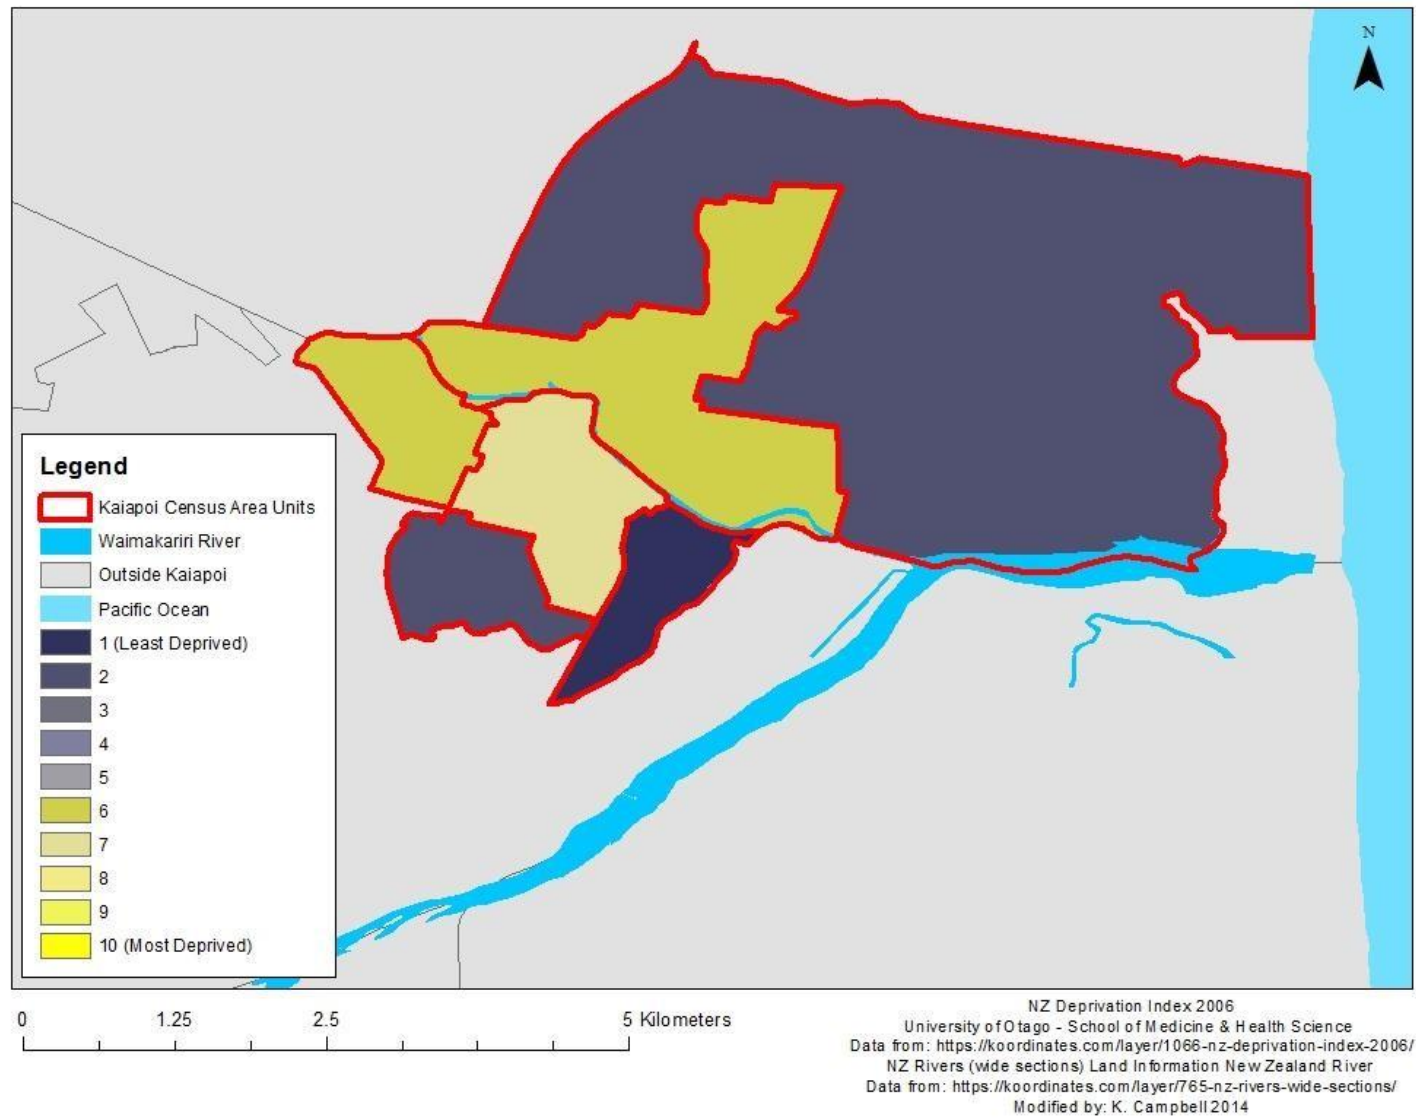 N
Legend
Kaiapoi Census Area Units
Waimakariri River
Outside Kaiapoi
Pacific Ocean
1 (Least Deprived)
2
3
4
5
6
7
8
9
10 (Most Deprived)
0 1.25 2.5 5 Kilometers
NZ Deprivation Index 2006
University of Otago - School of Medicine & Health Science
Data from: https://koordinates.com/layer/1066-nz-deprivation-index-2006/
NZ Rivers (wide sections) Land Information New Zealand River
Data from: https://koordinates.com/layer/765-nz-rivers-wide-sections/
Modified by: K. Campbell 2014